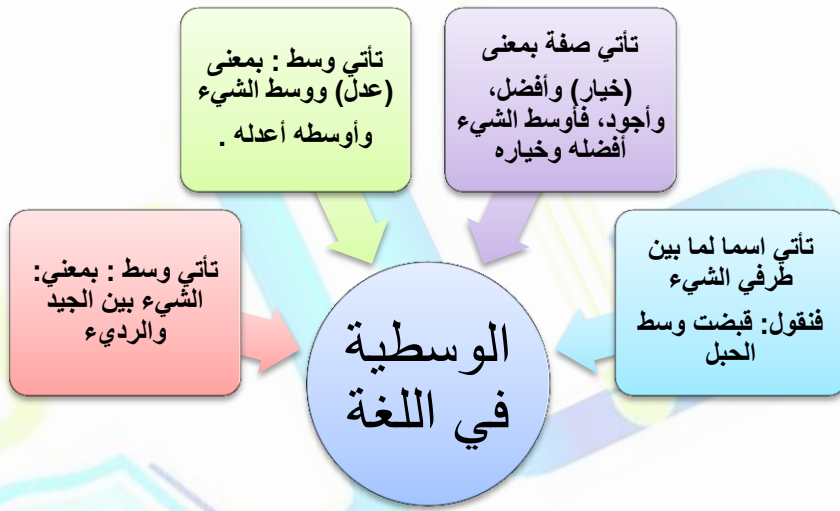 تأتي اسما لما بين
طرفي الشيء
فنقول: قبضت وسط
الحبل
تأتي صفة بمعنى
(خيار) وأفضل،
وأجود، فأوسط الشيء
أفضله وخياره
تأتي وسط : بمعنى
(عدل) ووسط الشيء
وأوسطه أعدله .
تأتي وسط : بمعني:
الشيء بين الجيد
والرديء
الوسطية
في اللغة